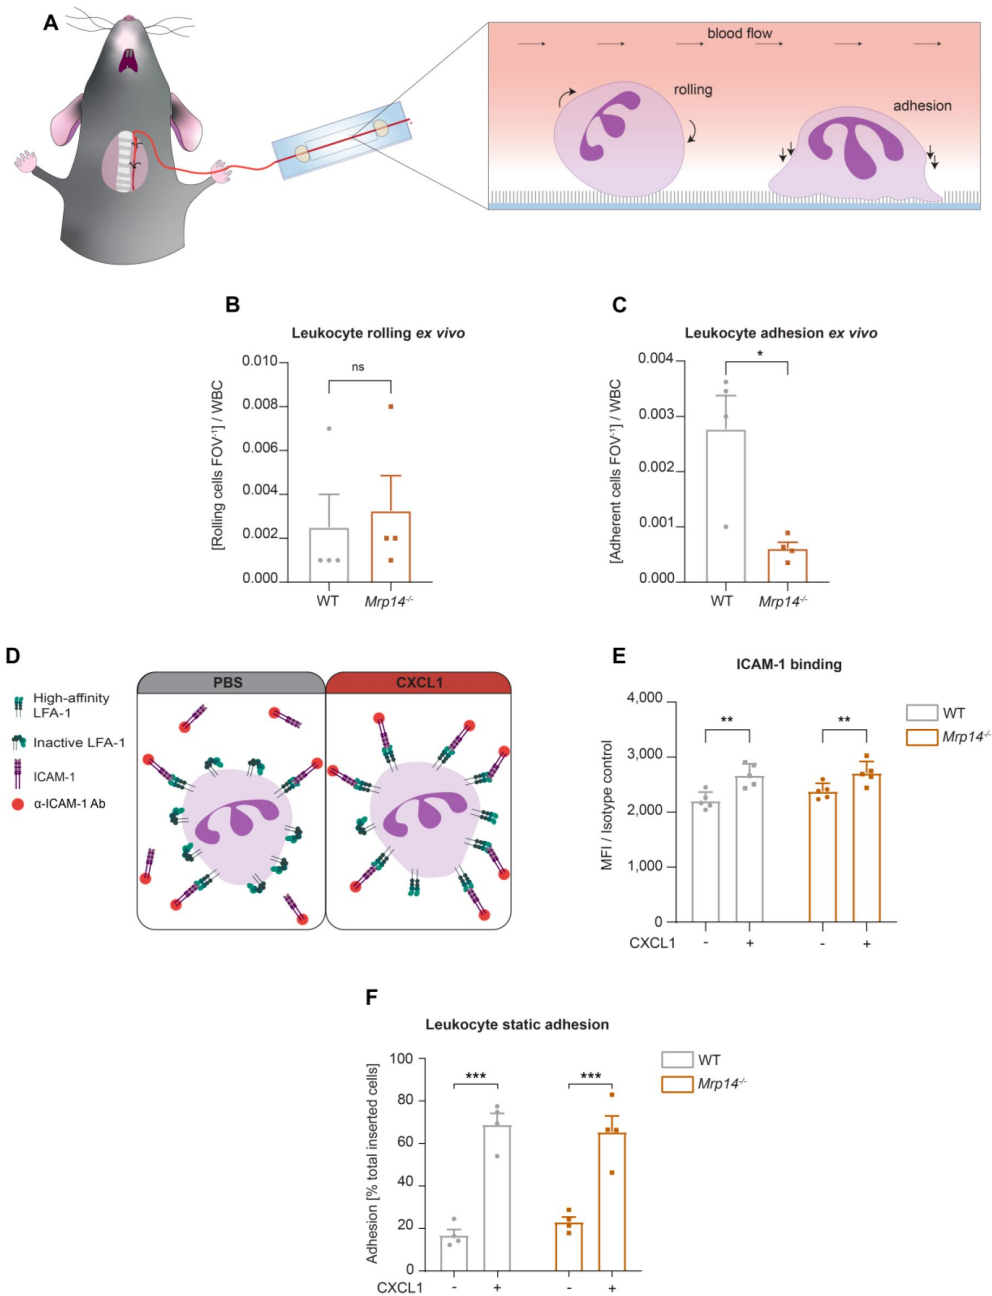 A
blood flow
rolling
adhesion
B
Leukocyte rolling ex vivo
[Rolling cells FOV⁻¹] / WBC
0.010
0.008
0.006
0.004
0.002
0.000
ns
WT
Mrp14⁻/⁻
C
Leukocyte adhesion ex vivo
[Adherent cells FOV⁻¹] / WBC
0.004
0.003
0.002
0.001
0.000
*
WT
Mrp14⁻/⁻
D
High-affinity
LFA-1
Inactive LFA-1
ICAM-1
α-ICAM-1 Ab
PBS
CXCL1
E
ICAM-1 binding
MFI / Isotype control
4,000
3,000
2,000
1,000
0
**
**
CXCL1
-
+
-
+
WT
Mrp14⁻/⁻
F
Leukocyte static adhesion
Adhesion [% total inserted cells]
100
80
60
40
20
0
***
***
CXCL1
-
+
-
+
WT
Mrp14⁻/⁻